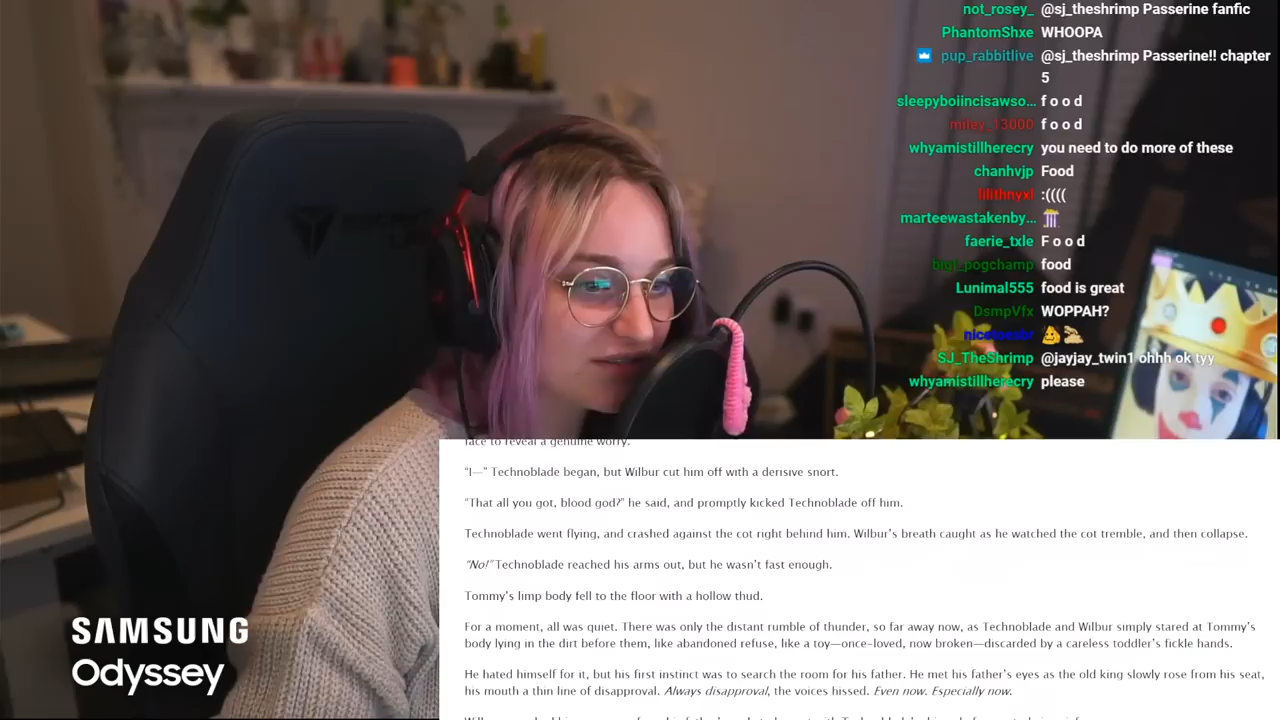 not_rosey_ @sj_theshrimp Passerine fanfic
PhantomShxe WHOOPA
pup_rabbitlive @sj_theshrimp Passerine!! chapter
5
sleepyboiincisawso... f o o d
miley_13000 f o o d
whyamistillherecry you need to do more of these
chanhvjp Food
lilithnyxl :((((
marteewastakenby...
faerie_txle F o o d
food
Lunimal555 food is great
DsmpVfx WOPPAH?
SJ_TheShrimp @jayjay_twin1 ohhh ok tyy
whyamistillherecry please
face to reveal a genuine worry.
“I—” Technoblade began, but Wilbur cut him off with a derisive snort.
“That all you got, blood god?” he said, and promptly kicked Technoblade off him.
Technoblade went flying, and crashed against the cot right behind him. Wilbur’s breath caught as he watched the cot tremble, and then collapse.
“No!” Technoblade reached his arms out, but he wasn’t fast enough.
Tommy’s limp body fell to the floor with a hollow thud.
For a moment, all was quiet. There was only the distant rumble of thunder, so far away now, as Technoblade and Wilbur simply stared at Tommy’s
body lying in the dirt before them, like abandoned refuse, like a toy—once-loved, now broken—discarded by a careless toddler’s fickle hands.
He hated himself for it, but his first instinct was to search the room for his father. He met his father’s eyes as the old king slowly rose from his seat,
his mouth a thin line of disapproval. Always disapproval, the voices hissed. Even now. Especially now.
SAMSUNG
Odyssey